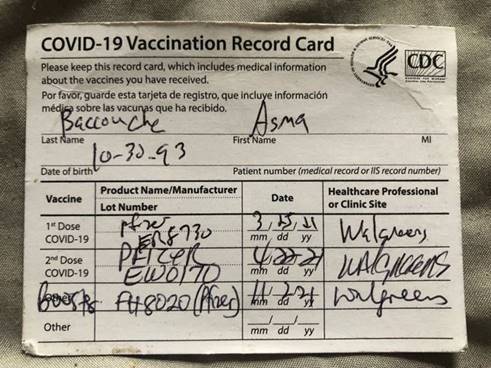 COVID-19 Vaccination Record Card
CDC
Please keep this record card, which includes medical information
about the vaccines you have received.
Por favor, guarde esta tarjeta de registro, que incluye información
médica sobre las vacunas que ha recibido.
Baccouche Asma
Last Name First Name MI
10-30-93
Date of birth Patient number (medical record or IIS record number)
Vaccine Product Name/Manufacturer Date Healthcare Professional
Lot Number or Clinic Site
1st Dose Pfizer 3/ /21 Walgreens
COVID-19 ER8730 mm dd yy
2nd Dose PFIZER 4/ /21 WALGREENS
COVID-19 EW0170 mm dd yy
Booster FH8020 (Pfizer) 11/ /21 Walgreens
mm dd yy
Other / /
mm dd yy